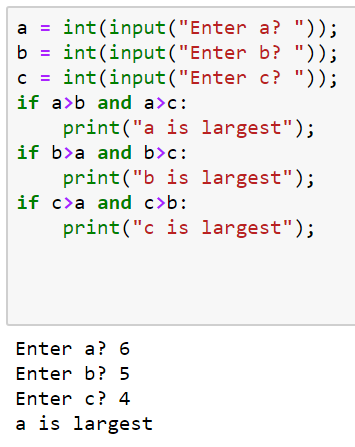 a = int(input("Enter a? "));
b = int(input("Enter b? "));
c = int(input("Enter c? "));
if a>b and a>c:
    print("a is largest");
if b>a and b>c:
    print("b is largest");
if c>a and c>b:
    print("c is largest");
Enter a? 6
Enter b? 5
Enter c? 4
a is largest